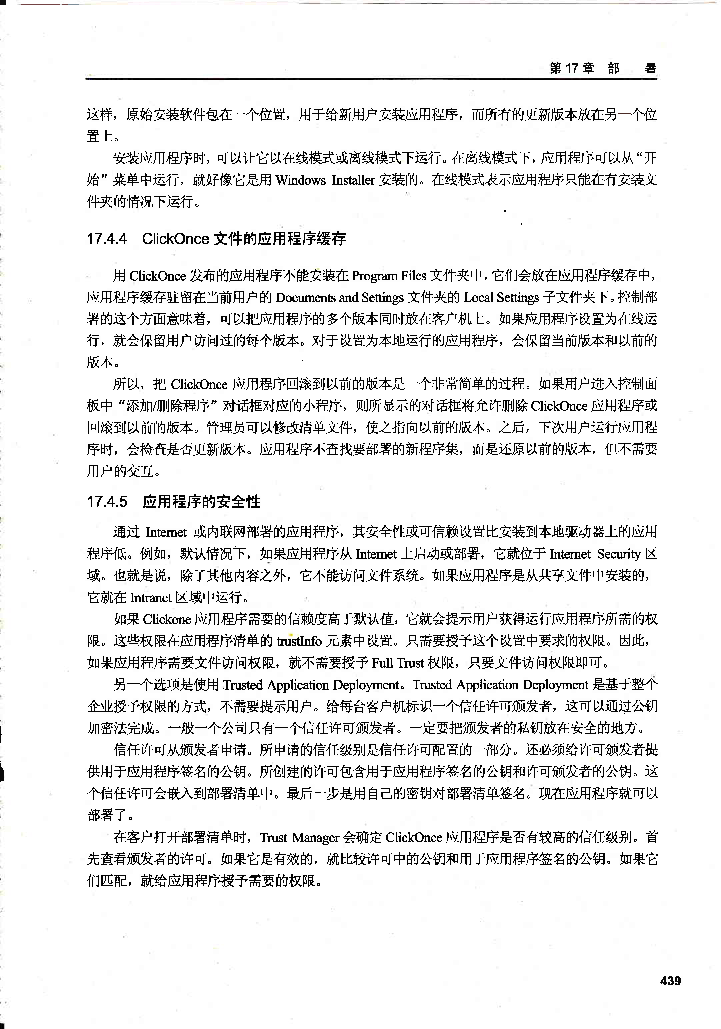 第 17 章 部 署
这样，原始安装软件包在一个位置，用于给新用户安装应用程序，而所有的更新版本放在另一个位
置上。
安装应用程序时，可以让它以在线模式或离线模式下运行。在离线模式下，应用程序可以从“开
始”菜单中运行，就好像它是用 Windows Installer 安装的。在线模式表示应用程序只能在有安装文
件夹的情况下运行。
17.4.4 ClickOnce 文件的应用程序缓存
用 ClickOnce 发布的应用程序不能安装在 Program Files 文件夹中，它们会放在应用程序缓存中，
应用程序缓存驻留在当前用户的 Documents and Settings 文件夹的 Local Settings 子文件夹下。控制部
署的这个方面意味着，可以把应用程序的多个版本同时放在客户机上。如果应用程序设置为在线运
行，就会保留用户访问过的每个版本。对于设置为本地运行的应用程序，会保留当前版本和以前的
版本。
所以，把 ClickOnce 应用程序回滚到以前的版本是一个非常简单的过程。如果用户进入控制面
板中“添加/删除程序”对话框对应的小程序，则所显示的对话框将允许删除 ClickOnce 应用程序或
回滚到以前的版本。管理员可以修改清单文件，使之指向以前的版本。之后，下次用户运行应用程
序时，会检查是否更新版本。应用程序不查找要部署的新程序集，而是还原以前的版本，但不需要
用户的交互。
17.4.5 应用程序的安全性
通过 Internet 或内联网部署的应用程序，其安全性或可信赖设置比安装到本地驱动器上的应用
程序低。例如，默认情况下，如果应用程序从 Internet 上启动或部署，它就位于 Internet Security 区
域。也就是说，除了其他内容之外，它不能访问文件系统。如果应用程序是从共享文件中安装的，
它就在 Intranet 区域中运行。
如果 Clickone 应用程序需要的信赖度高于默认值，它就会提示用户获得运行应用程序所需的权
限。这些权限在应用程序清单的 trustInfo 元素中设置。只需要授予这个设置中要求的权限。因此，
如果应用程序需要文件访问权限，就不需要授予 Full Trust 权限，只要文件访问权限即可。
另一个选项是使用 Trusted Application Deployment。Trusted Application Deployment 是基于整个
企业授予权限的方式，不需要提示用户。给每台客户机标识一个信任许可颁发者，这可以通过公钥
加密法完成。一般一个公司只有一个信任许可颁发者。一定要把颁发者的私钥放在安全的地方。
信任许可从颁发者申请。所申请的信任级别是信任许可配置的一部分。还必须给许可颁发者提
供用于应用程序签名的公钥。所创建的许可包含用于应用程序签名的公钥和许可颁发者的公钥。这
个信任许可会嵌入到部署清单中。最后一步是用自己的密钥对部署清单签名。现在应用程序就可以
部署了。
在客户打开部署清单时，Trust Manager 会确定 ClickOnce 应用程序是否有较高的信任级别。首
先查看颁发者的许可。如果它是有效的，就比较许可中的公钥和用于应用程序签名的公钥。如果它
们匹配，就给应用程序授予需要的权限。
439